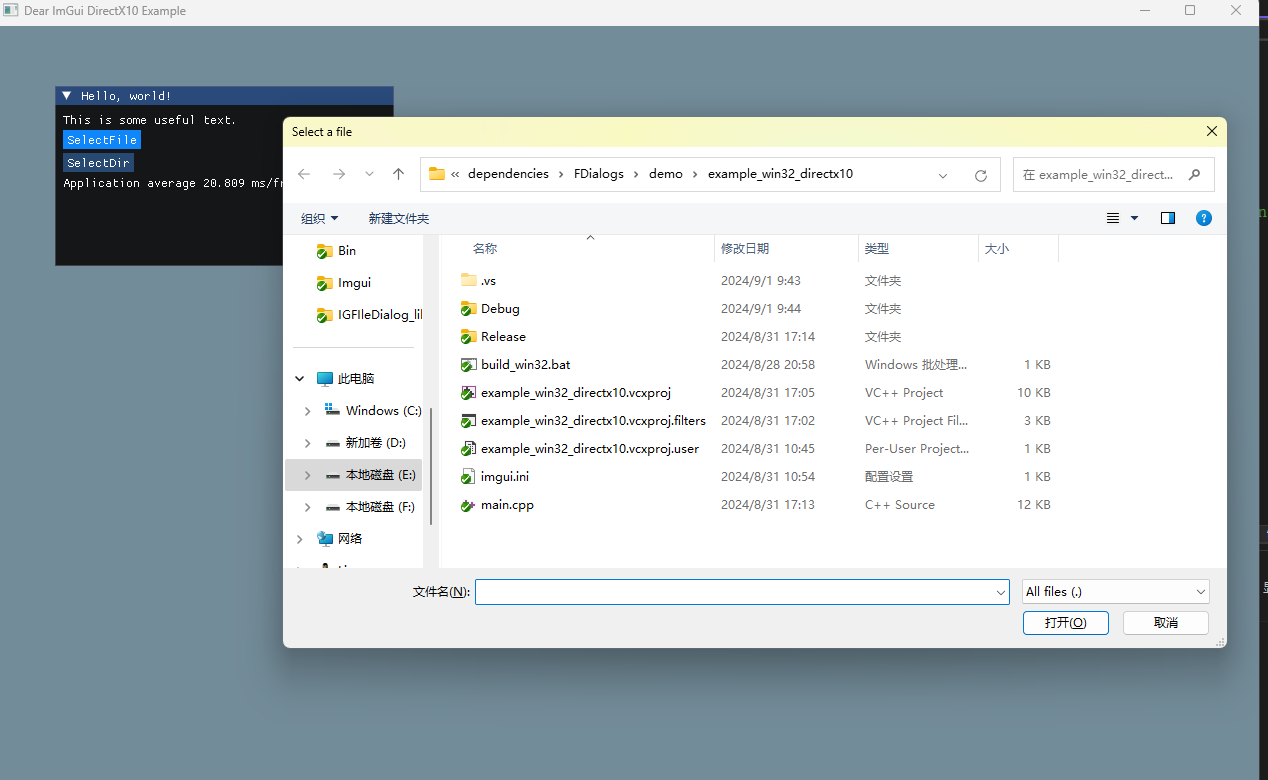 Dear ImGui DirectX10 Example
Hello, world!
This is some useful text.
SelectFile
SelectDir
Application average 20.809 ms/fr
Select a file
« dependencies › FDialogs › demo › example_win32_directx10
在 example_win32_direct...
组织
新建文件夹
Bin
Imgui
IGFIleDialog_li
此电脑
Windows (C:)
新加卷 (D:)
本地磁盘 (E:)
本地磁盘 (F:)
网络
名称 修改日期 类型 大小
.vs 2024/9/1 9:43 文件夹
Debug 2024/9/1 9:44 文件夹
Release 2024/8/31 17:14 文件夹
build_win32.bat 2024/8/28 20:58 Windows 批处理... 1 KB
example_win32_directx10.vcxproj 2024/8/31 17:05 VC++ Project 10 KB
example_win32_directx10.vcxproj.filters 2024/8/31 17:02 VC++ Project Fil... 3 KB
example_win32_directx10.vcxproj.user 2024/8/31 10:45 Per-User Project... 1 KB
imgui.ini 2024/8/31 10:54 配置设置 1 KB
main.cpp 2024/8/31 17:13 C++ Source 12 KB
文件名(N):
All files (.)
打开(O)
取消